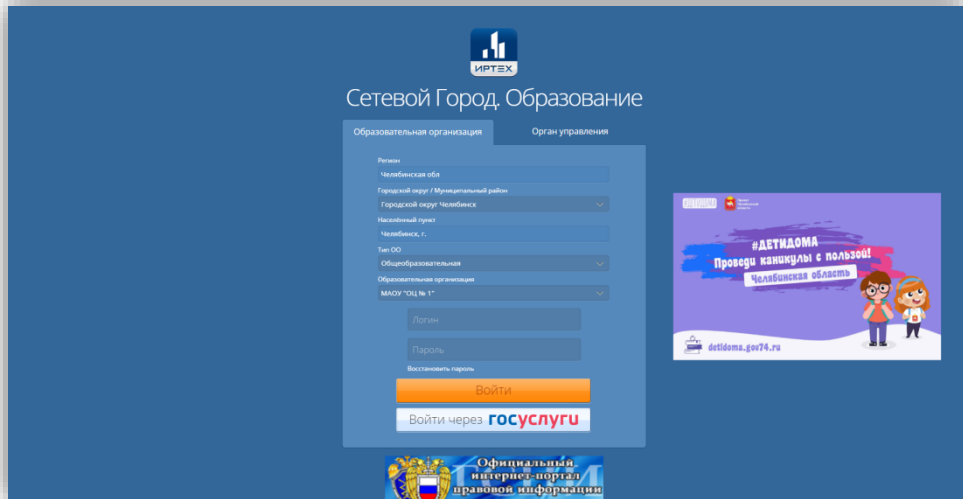 ИРТЕХ
Сетевой Город. Образование
Образовательная организация
Орган управления
Регион
Челябинская обл
Городской округ / Муниципальный район
Городской округ Челябинск
Населённый пункт
Челябинск, г.
Тип ОО
Общеобразовательная
Образовательная организация
МАОУ "ОЦ № 1"
Логин
Пароль
Восстановить пароль
Войти
Войти через госуслуги
#ДЕТИДОМА
Проведи каникулы с пользой!
Челябинская область
detidoma.gov74.ru
Официальный
интернет-портал
правовой информации